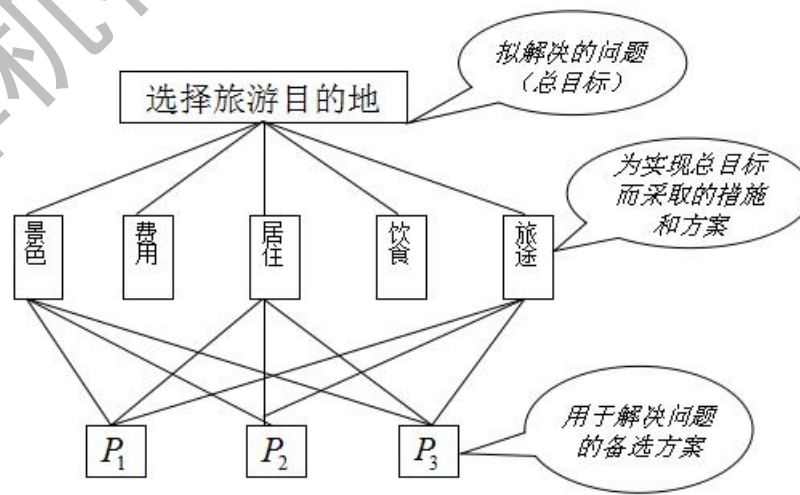 拟解决的问题
（总目标）
选择旅游目的地
为实现总目标
而采取的措施
和方案
景色
费用
居住
饮食
旅途
用于解决问题
的备选方案
P₁
P₂
P₃